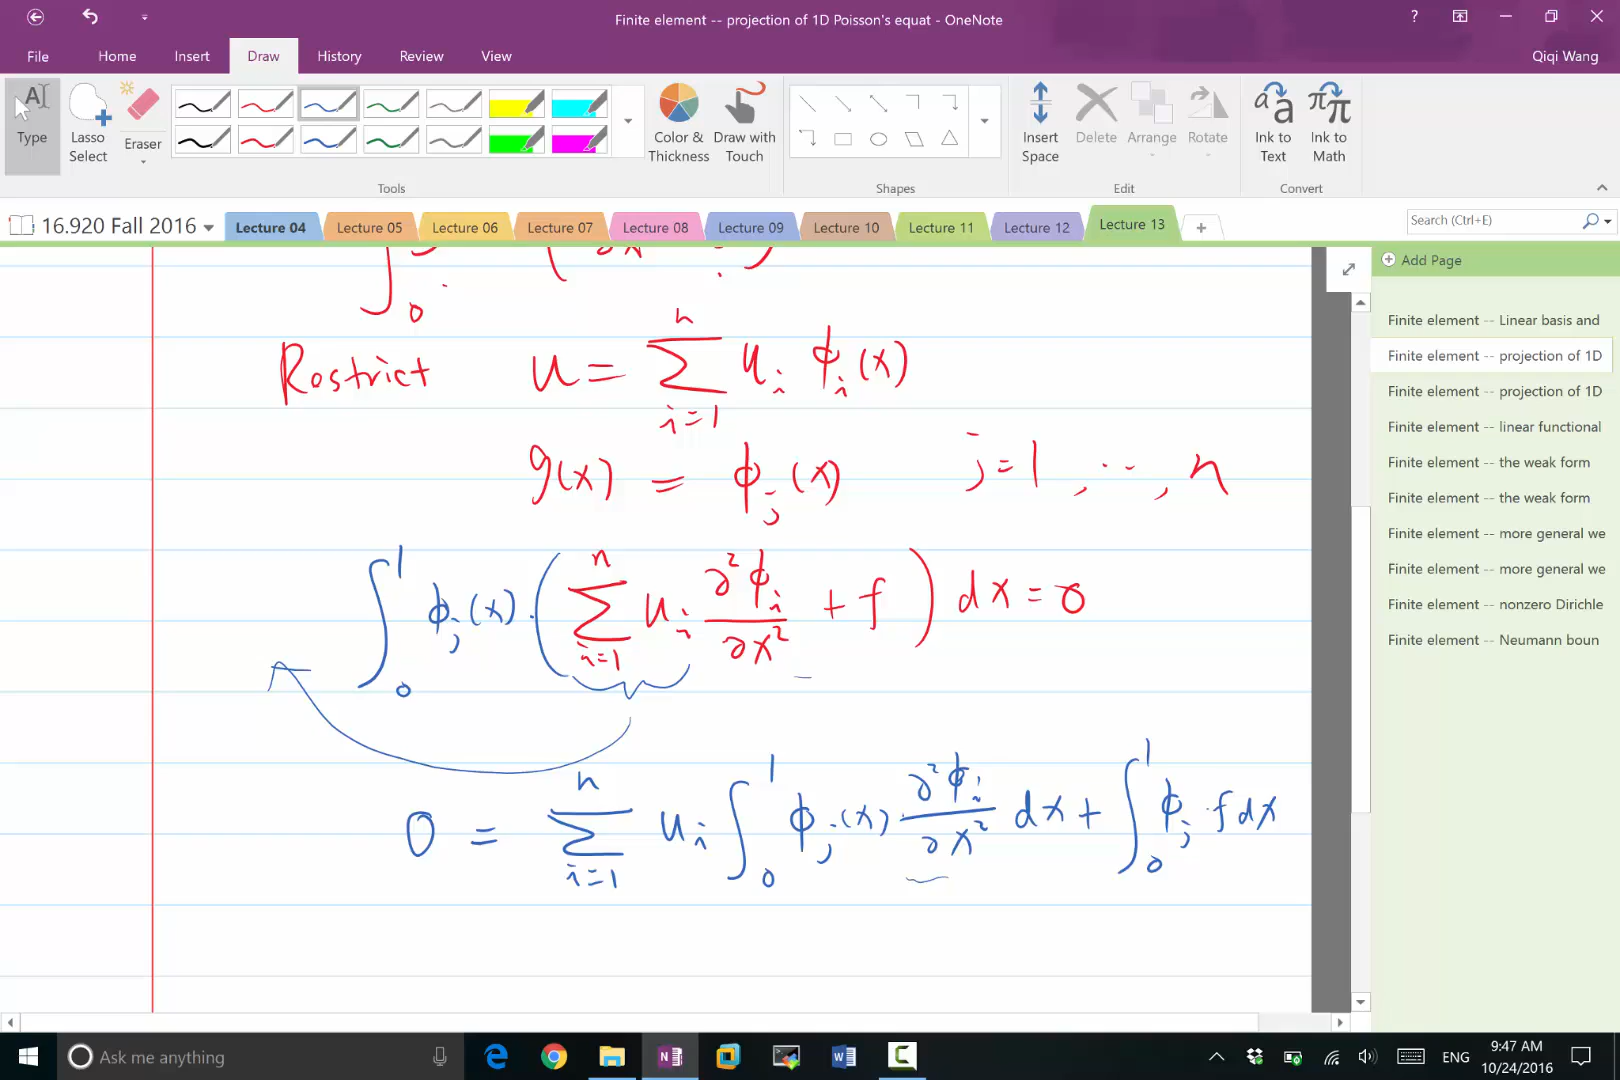 Finite element -- projection of 1D Poisson's equat - OneNote
?
File Home Insert Draw History Review View
Qiqi Wang
Type
Lasso Select
Eraser
Color & Thickness
Draw with Touch
Insert Space
Delete
Arrange
Rotate
Ink to Text
Ink to Math
Tools Shapes Edit Convert
16.920 Fall 2016
Lecture 04 Lecture 05 Lecture 06 Lecture 07 Lecture 08 Lecture 09 Lecture 10 Lecture 11 Lecture 12 Lecture 13 +
Search (Ctrl+E)
Add Page
Finite element -- Linear basis and
Finite element -- projection of 1D
Finite element -- projection of 1D
Finite element -- linear functional
Finite element -- the weak form
Finite element -- the weak form
Finite element -- more general we
Finite element -- more general we
Finite element -- nonzero Dirichle
Finite element -- Neumann boun
∫_0
Restrict u = ∑_{i=1}^{n} u_i ϕ_i(x)
g(x) = ϕ_j(x) j=1, ..., n
∫_0^1 ϕ_j(x) · (∑_{i=1}^{n} u_i ∂²ϕ_i/∂x² + f) dx = 0
0 = ∑_{i=1}^{n} u_i ∫_0^1 ϕ_j(x) ∂²ϕ_i/∂x² dx + ∫_0^1 ϕ_j · f dx
Ask me anything
ENG
9:47 AM
10/24/2016